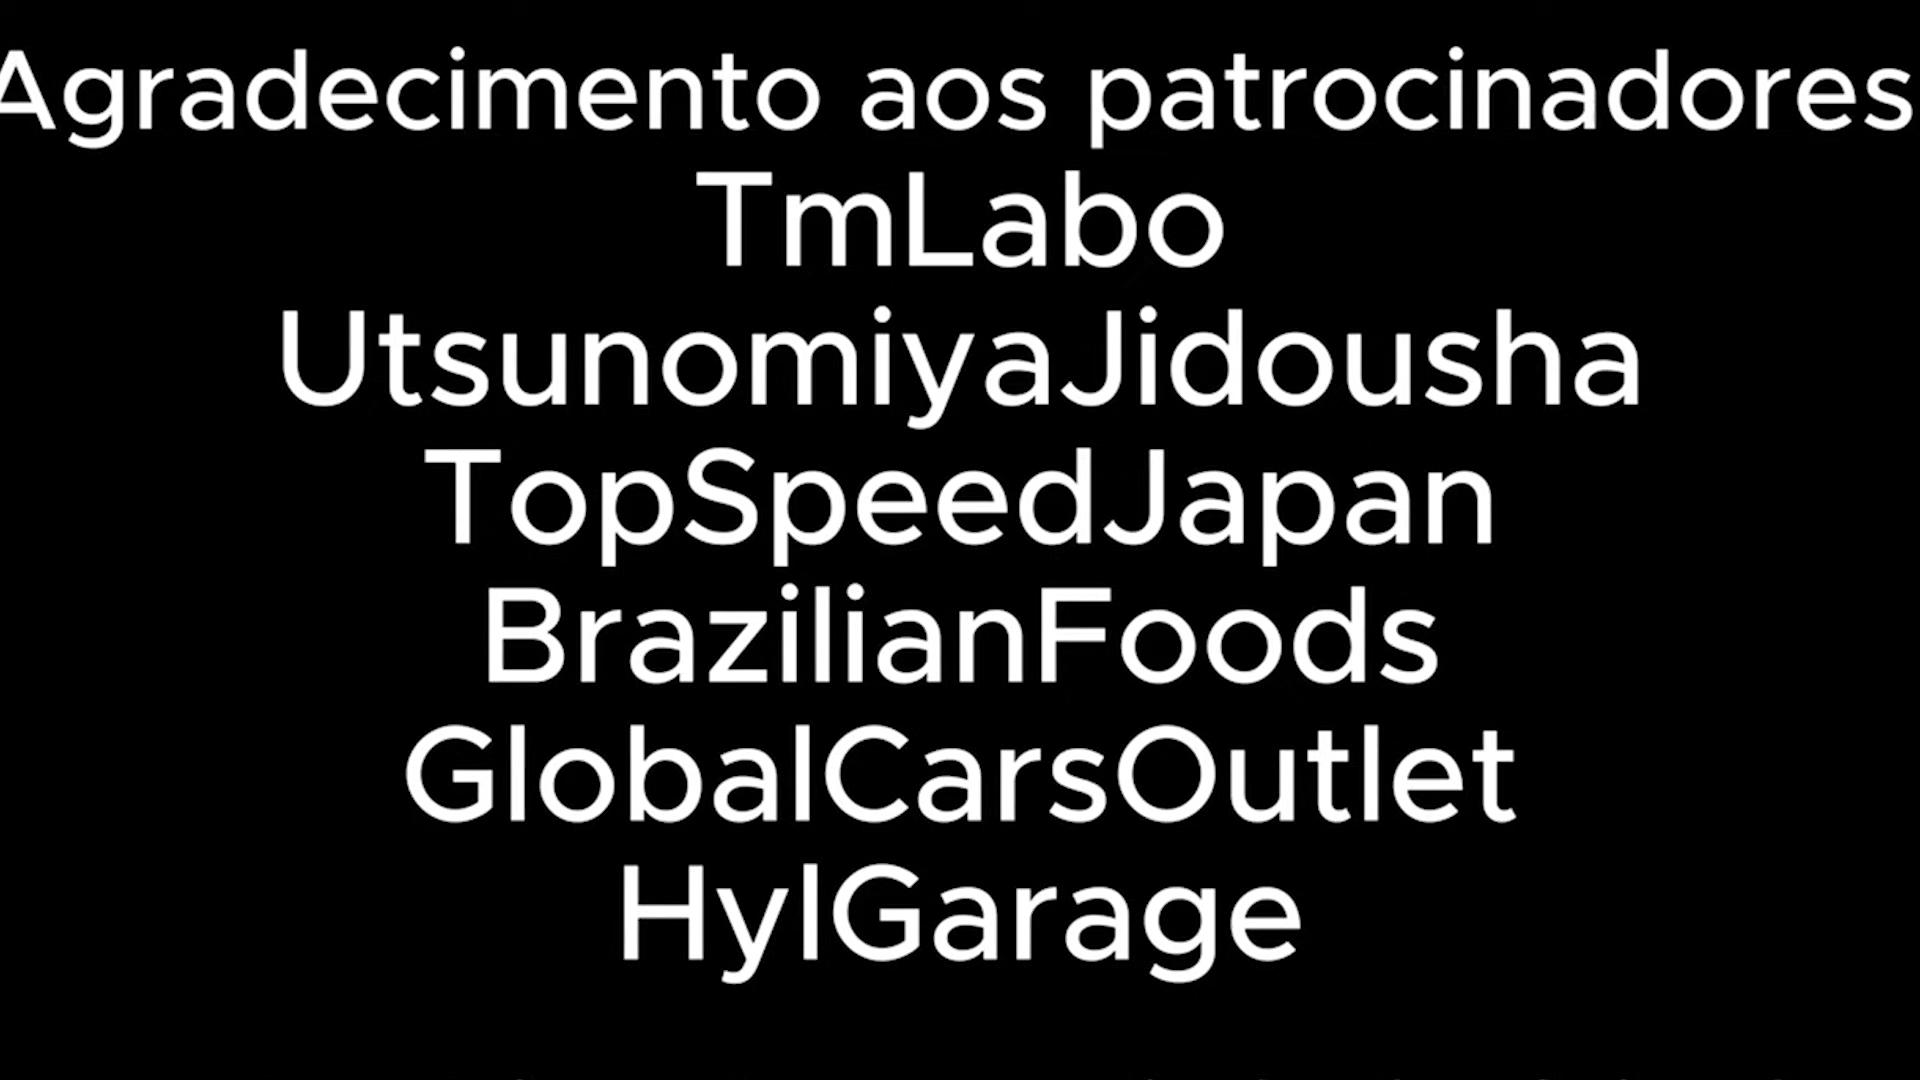 Agradecimento aos patrocinadores
TmLabo
UtsunomiyaJidousha
TopSpeedJapan
BrazilianFoods
GlobalCarsOutlet
HylGarage